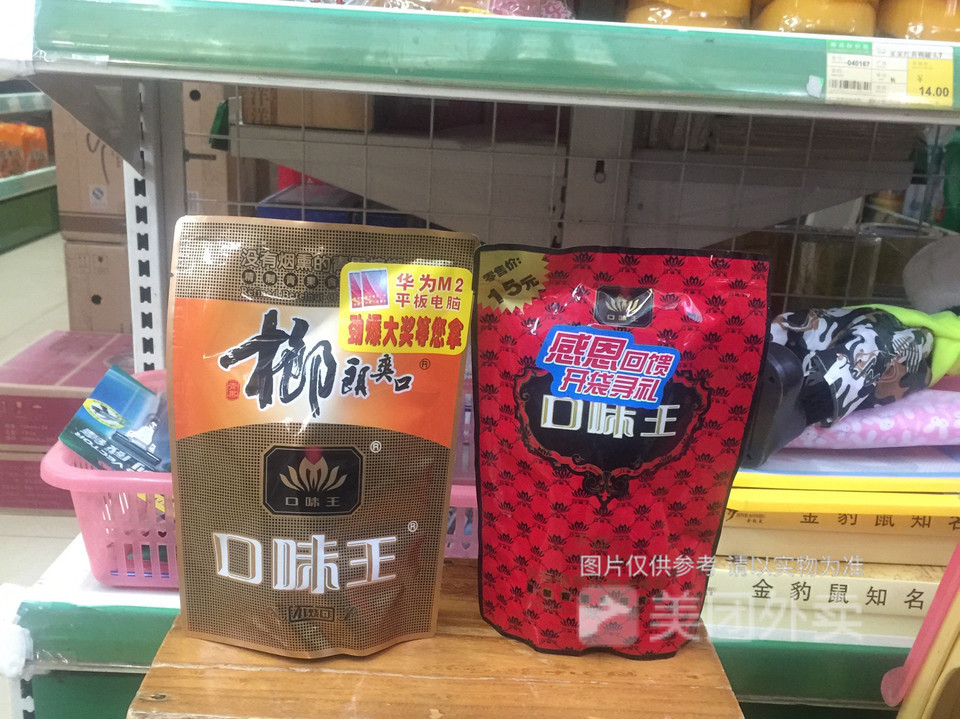 14.00
040167
没有烟熏的
华为M2
平板电脑
劲爆大奖等您拿
榔
朗爽口
®
口味王
®
口味王
®
零售价:
15元
口味王
感恩回馈
开袋寻礼
口味王
金豹鼠知名
金豹鼠知名
图片仅供参考 请以实物为准
美团外卖